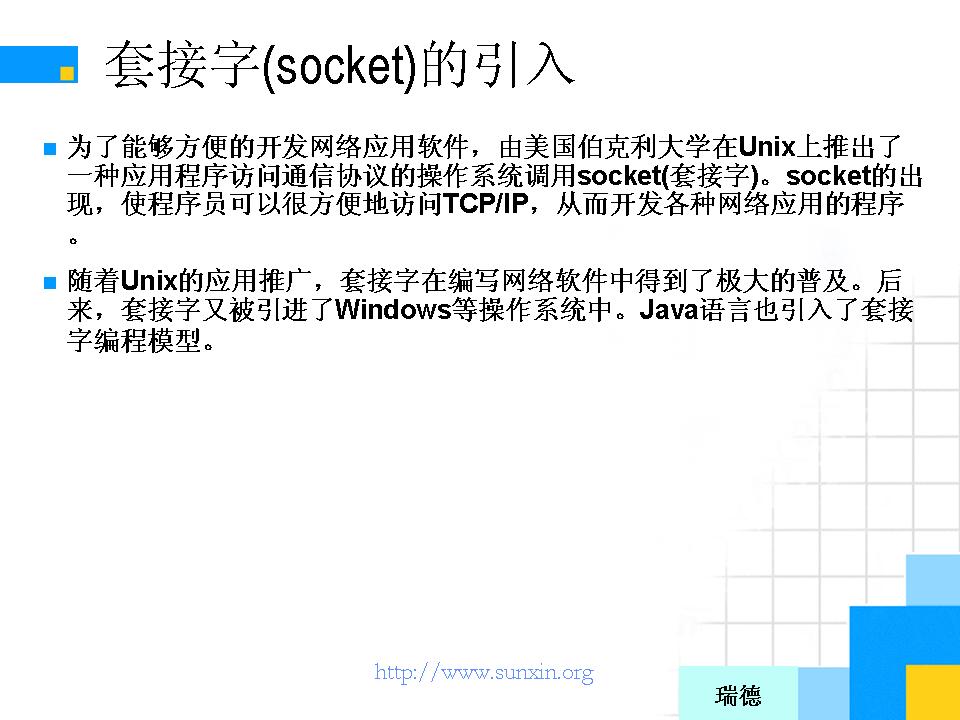 套接字(socket)的引入
为了能够方便的开发网络应用软件，由美国伯克利大学在Unix上推出了
一种应用程序访问通信协议的操作系统调用socket(套接字)。socket的出
现，使程序员可以很方便地访问TCP/IP，从而开发各种网络应用的程序
。
随着Unix的应用推广，套接字在编写网络软件中得到了极大的普及。后
来，套接字又被引进了Windows等操作系统中。Java语言也引入了套接
字编程模型。
http://www.sunxin.org
瑞德